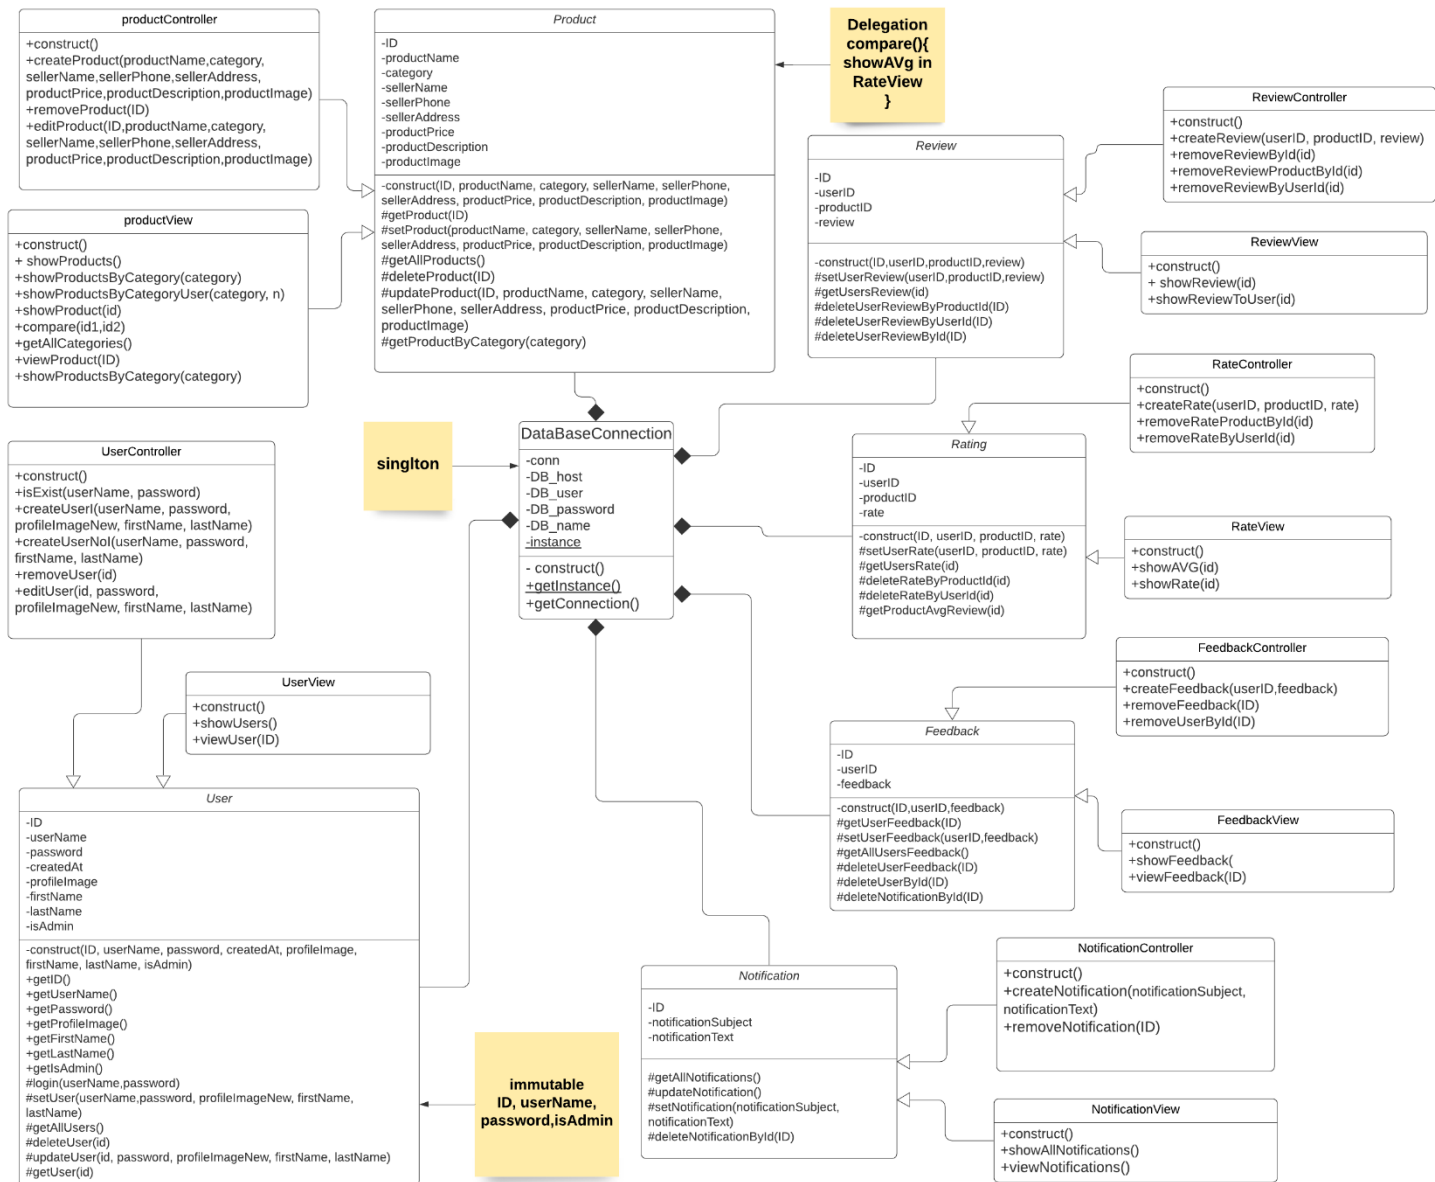 productController
+construct()
+createProduct(productName,category,
sellerName,sellerPhone,sellerAddress,
productPrice,productDescription,productImage)
+removeProduct(ID)
+editProduct(ID,productName,category,
sellerName,sellerPhone,sellerAddress,
productPrice,productDescription,productImage)
productView
+construct()
+ showProducts()
+showProductsByCategory(category)
+showProductsByCategoryUser(category, n)
+showProduct(id)
+compare(id1,id2)
+getAllCategories()
+viewProduct(ID)
+showProductsByCategory(category)
Product
-ID
-productName
-category
-sellerName
-sellerPhone
-sellerAddress
-productPrice
-productDescription
-productImage
-construct(ID, productName, category, sellerName, sellerPhone,
sellerAddress, productPrice, productDescription, productImage)
#getProduct(ID)
#setProduct(productName, category, sellerName, sellerPhone,
sellerAddress, productPrice, productDescription, productImage)
#getAllProducts()
#deleteProduct(ID)
#updateProduct(ID, productName, category, sellerName,
sellerPhone, sellerAddress, productPrice, productDescription,
productImage)
#getProductByCategory(category)
Delegation
compare(){
showAVg in
RateView
}
Review
-ID
-userID
-productID
-review
-construct(ID,userID,productID,review)
#setUserReview(userID,productID,review)
#getUsersReview(id)
#deleteUserReviewByProductId(ID)
#deleteUserReviewByUserId(ID)
#deleteUserReviewById(ID)
ReviewController
+construct()
+createReview(userID, productID, review)
+removeReviewById(id)
+removeReviewProductById(id)
+removeReviewByUserId(id)
ReviewView
+construct()
+ showReview(id)
+showReviewToUser(id)
RateController
+construct()
+createRate(userID, productID, rate)
+removeRateProductById(id)
+removeRateByUserId(id)
singlton
DataBaseConnection
-conn
-DB_host
-DB_user
-DB_password
-DB_name
-instance
- construct()
+getInstance()
+getConnection()
Rating
-ID
-userID
-productID
-rate
-construct(ID, userID, productID, rate)
#setUserRate(userID, productID, rate)
#getUsersRate(id)
#deleteRateByProductId(id)
#deleteRateByUserId(id)
#getProductAvgReview(id)
RateView
+construct()
+showAVG(id)
+showRate(id)
UserController
+construct()
+isExist(userName, password)
+createUserI(userName, password,
profileImageNew, firstName, lastName)
+createUserNoI(userName, password,
firstName, lastName)
+removeUser(id)
+editUser(id, password,
profileImageNew, firstName, lastName)
UserView
+construct()
+showUsers()
+viewUser(ID)
FeedbackController
+construct()
+createFeedback(userID,feedback)
+removeFeedback(ID)
+removeUserById(ID)
Feedback
-ID
-userID
-feedback
-construct(ID,userID,feedback)
#getUserFeedback(ID)
#setUserFeedback(userID,feedback)
#getAllUsersFeedback()
#deleteUserFeedback(ID)
#deleteUserById(ID)
#deleteNotificationById(ID)
FeedbackView
+construct()
+showFeedback(
+viewFeedback(ID)
User
-ID
-userName
-password
-createdAt
-profileImage
-firstName
-lastName
-isAdmin
-construct(ID, userName, password, createdAt, profileImage,
firstName, lastName, isAdmin)
+getID()
+getUserName()
+getPassword()
+getProfileImage()
+getFirstName()
+getLastName()
+getIsAdmin()
#login(userName,password)
#setUser(userName,password, profileImageNew, firstName,
lastName)
#getAllUsers()
#deleteUser(id)
#updateUser(id, password, profileImageNew, firstName, lastName)
#getUser(id)
immutable
ID, userName,
password,isAdmin
Notification
-ID
-notificationSubject
-notificationText
#getAllNotifications()
#updateNotification()
#setNotification(notificationSubject,
notificationText)
#deleteNotificationById(ID)
NotificationController
+construct()
+createNotification(notificationSubject,
notificationText)
+removeNotification(ID)
NotificationView
+construct()
+showAllNotifications()
+viewNotifications()